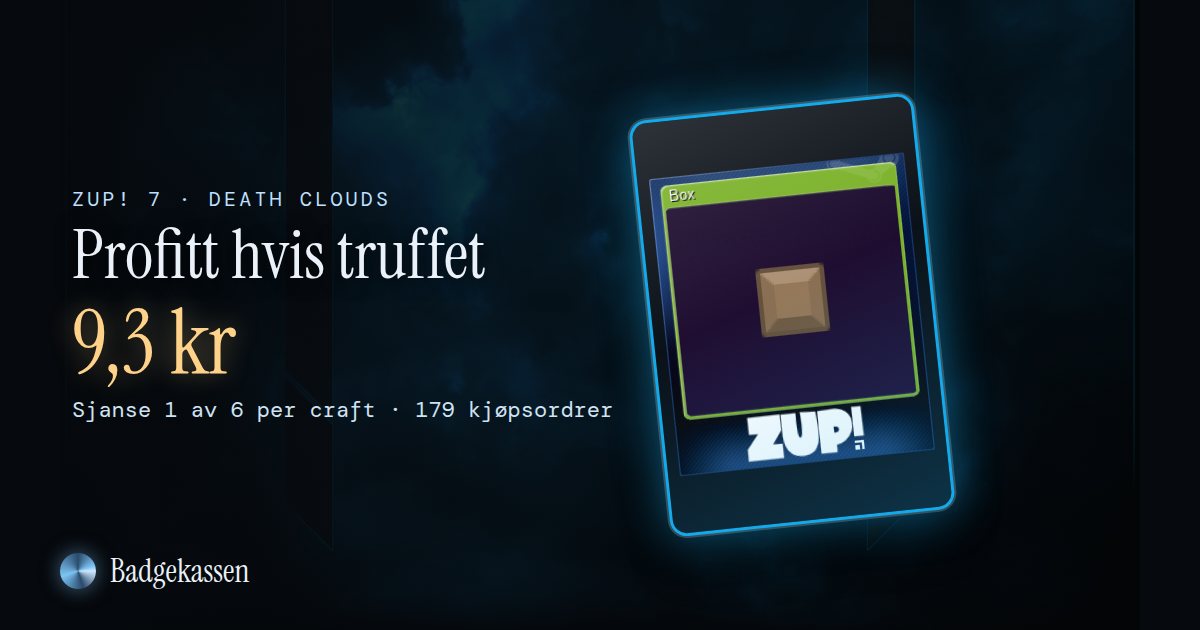 ZUP! 7 · DEATH CLOUDS
Profitt hvis truffet
9,3 kr
Sjanse 1 av 6 per craft · 179 kjøpsordrer
Box
ZUP!
Badgekassen